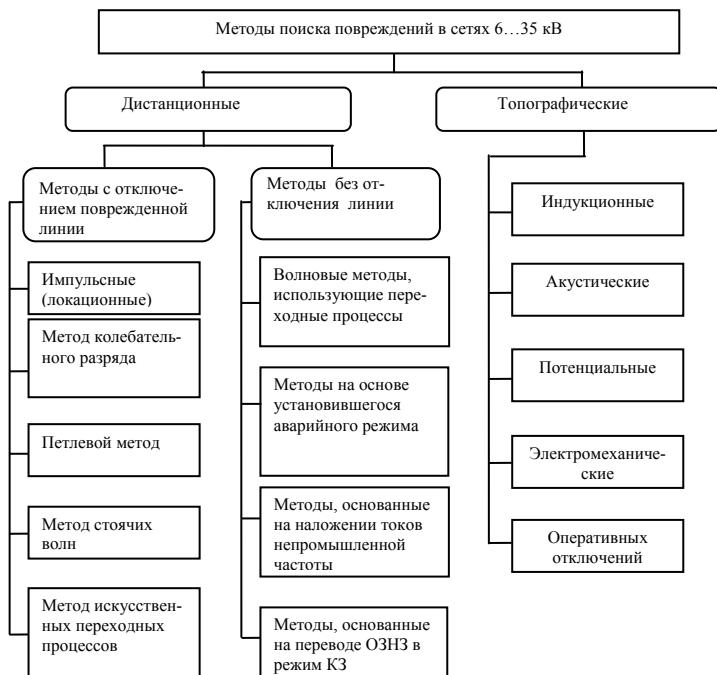 Методы поиска повреждений в сетях 6…35 кВ
Дистанционные
Топографические
Методы с отключе-
нием поврежденной
линии
Методы без от-
ключения линии
Импульсные
(локационные)
Метод колебатель-
ного разряда
Петлевой метод
Метод стоячих
волн
Метод искусствен-
ных переходных
процессов
Волновые методы,
использующие пере-
ходные процессы
Методы на основе
установившегося
аварийного режима
Методы, основанные
на наложении токов
непромышленной
частоты
Методы, основанные
на переводе ОЗНЗ в
режим КЗ
Индукционные
Акустические
Потенциальные
Электромеханиче-
ские
Оперативных
отключений